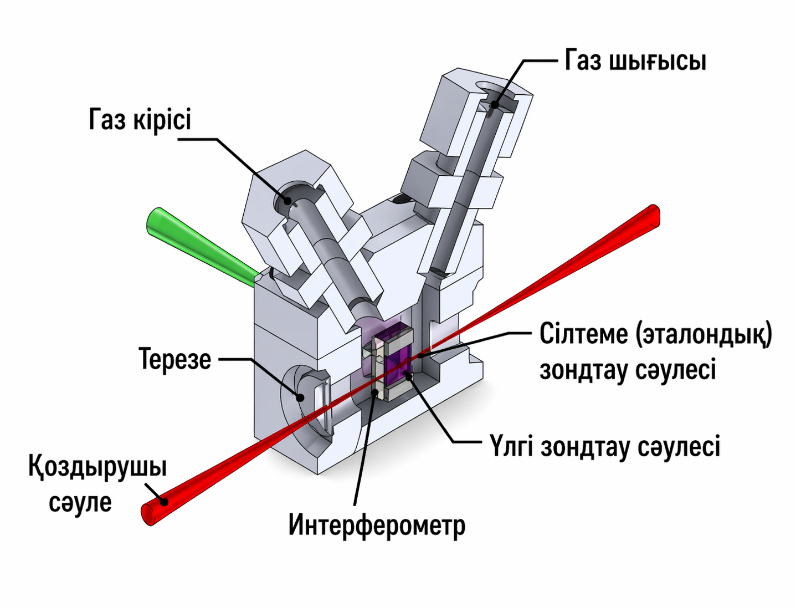 Газ шығысы
Газ кірісі
Сілтеме (эталондық)
зондтау сәулесі
Терезе
Үлгі зондтау сәулесі
Қоздырушы
сәуле
Интерферометр